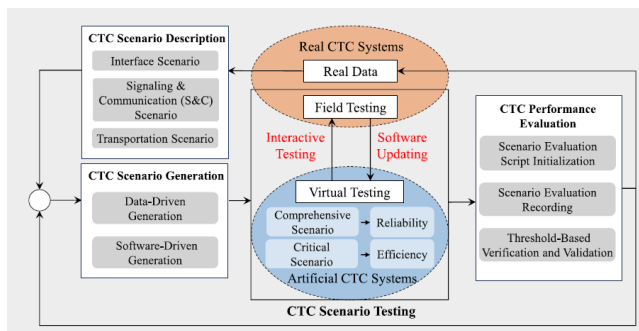 CTC Scenario Description
Interface Scenario
Signaling &
Communication (S&C)
Scenario
Transportation Scenario
CTC Scenario Generation
Data-Driven
Generation
Software-Driven
Generation
Real CTC Systems
Real Data
Field Testing
Interactive
Testing
Software
Updating
Virtual Testing
Comprehensive
Scenario
Reliability
Critical
Scenario
Efficiency
Artificial CTC Systems
CTC Scenario Testing
CTC Performance
Evaluation
Scenario Evaluation
Script Initialization
Scenario Evaluation
Recording
Threshold-Based
Verification and Validation